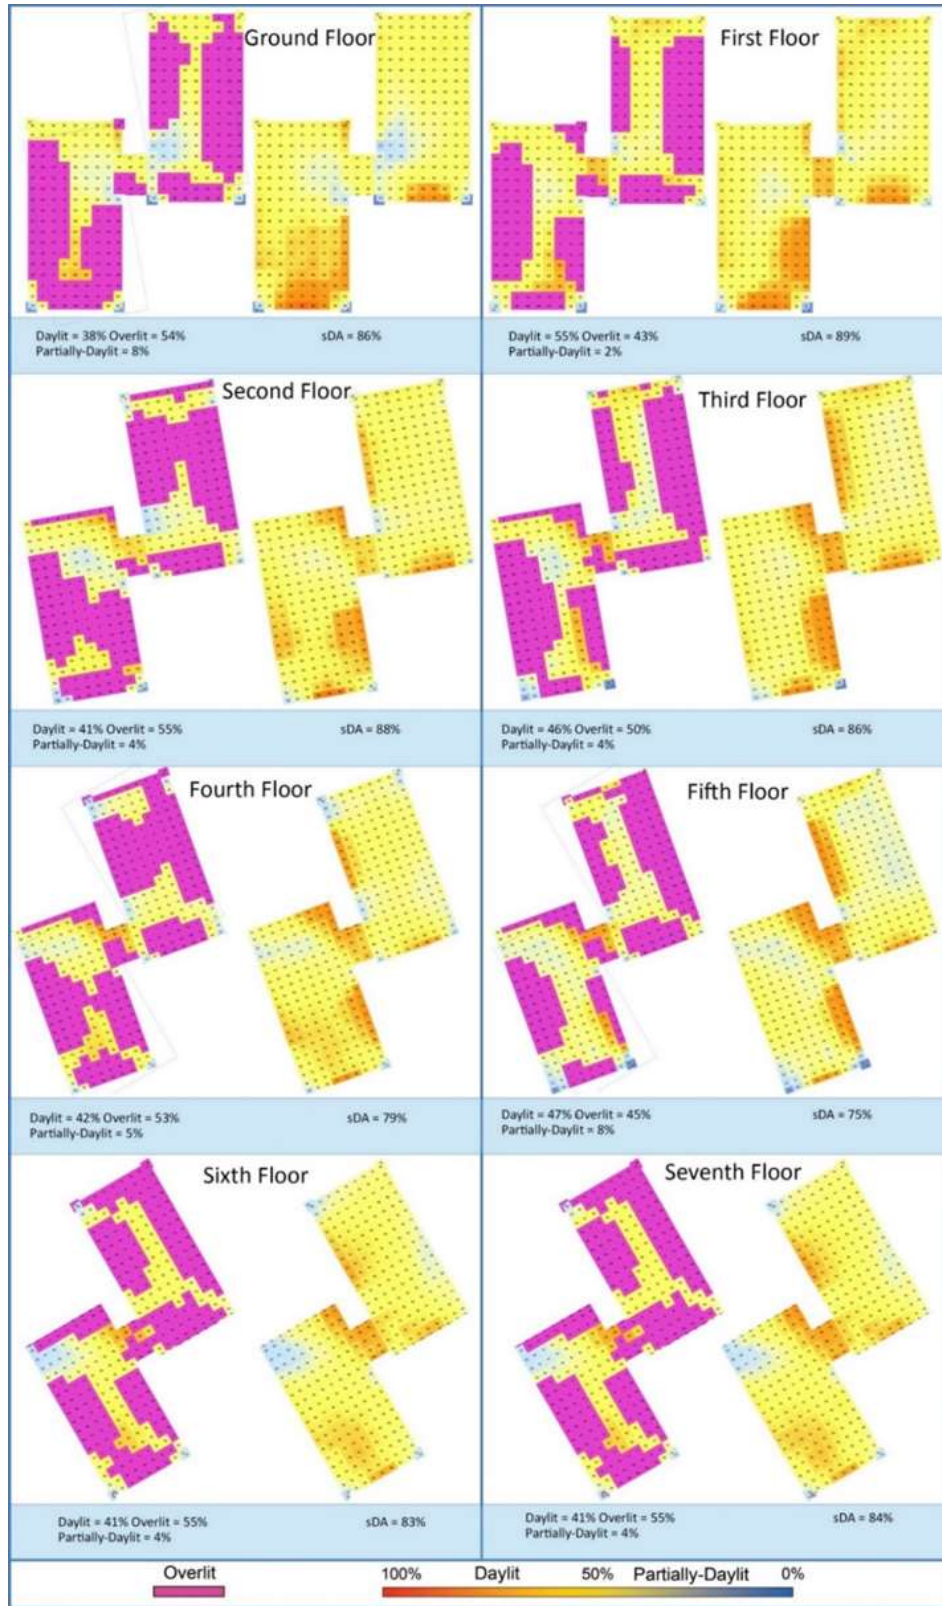 Ground Floor
First Floor
Daylit = 38% Overlit = 54%
Partially-Daylit = 8%
sDA = 86%
Daylit = 55% Overlit = 43%
Partially-Daylit = 2%
sDA = 89%
Second Floor
Third Floor
Daylit = 41% Overlit = 55%
Partially-Daylit = 4%
sDA = 88%
Daylit = 46% Overlit = 50%
Partially-Daylit = 4%
sDA = 86%
Fourth Floor
Fifth Floor
Daylit = 42% Overlit = 53%
Partially-Daylit = 5%
sDA = 79%
Daylit = 47% Overlit = 45%
Partially-Daylit = 8%
sDA = 75%
Sixth Floor
Seventh Floor
Daylit = 41% Overlit = 55%
Partially-Daylit = 4%
sDA = 83%
Daylit = 41% Overlit = 55%
Partially-Daylit = 4%
sDA = 84%
Overlit
100% Daylit 50% Partially-Daylit 0%